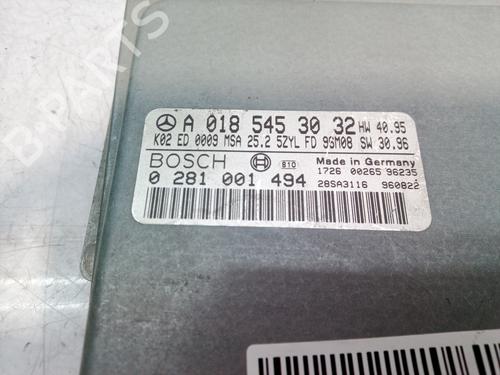 A 018 545 30 32 HW 40.95
K02 ED 0009 MSA 25.2 5ZYL FD 9GM08 SW 30.96
BOSCH 810 Made in Germany
0 281 001 494 1726 00265 96235
28SA3116 960822
B-PARTS